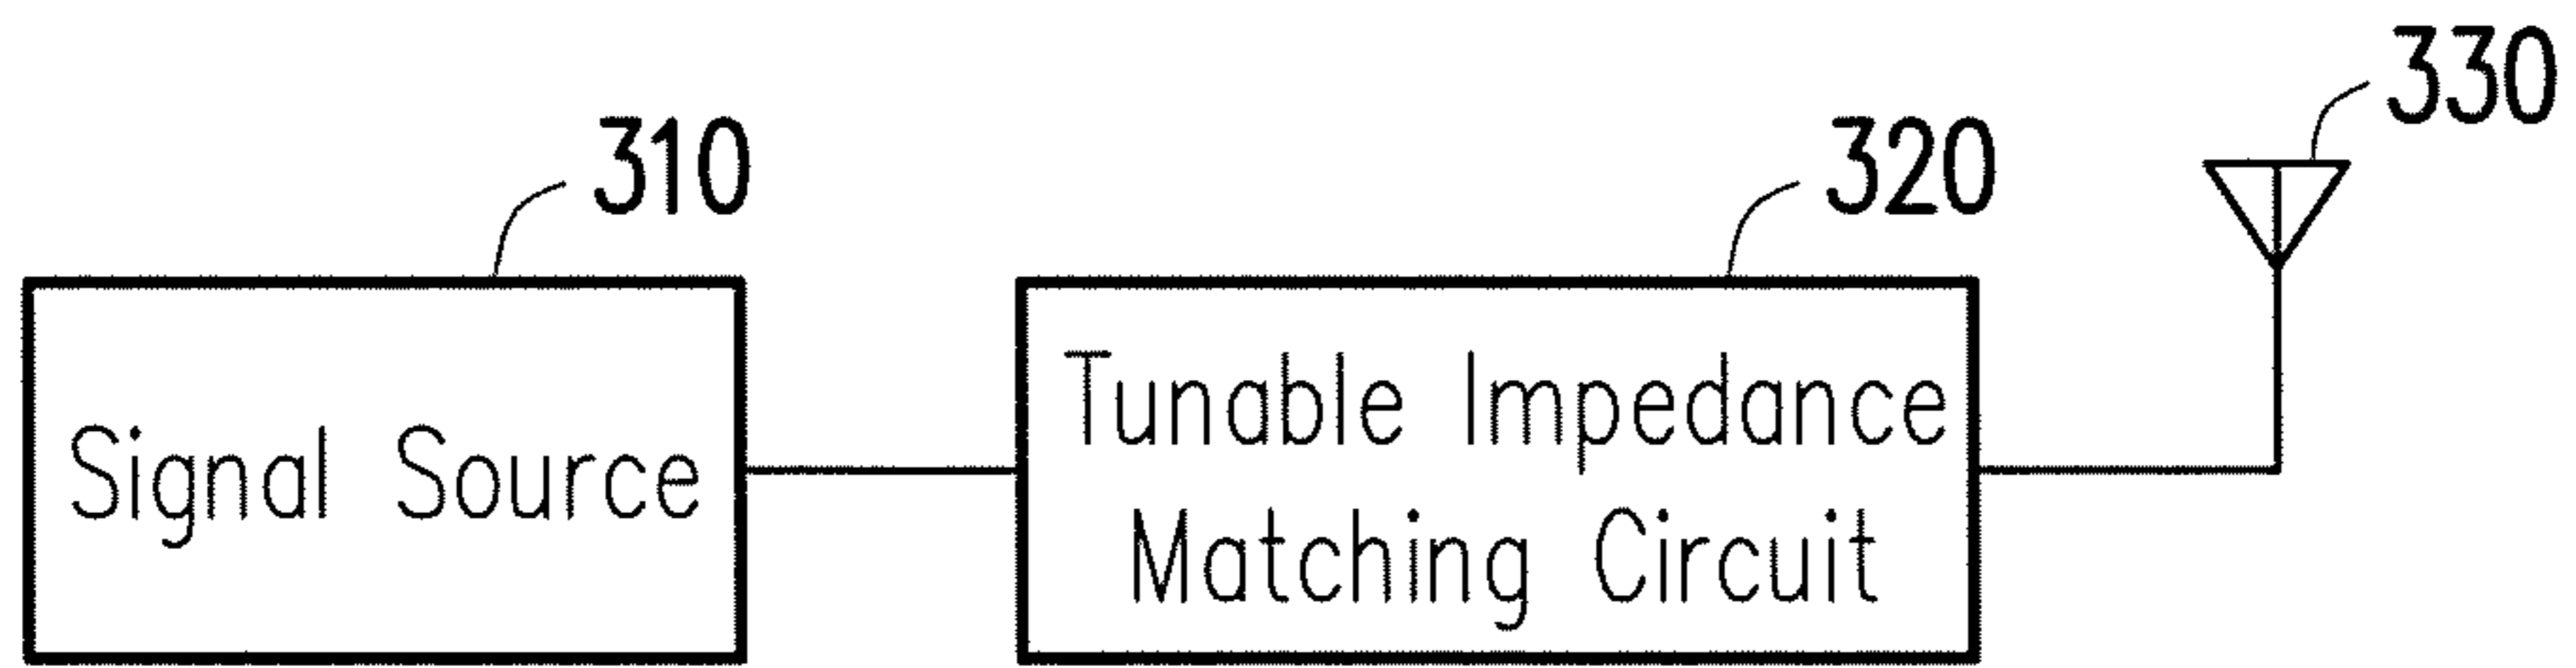 330
310
320
Signal Source
Tunable Impedance
Matching Circuit